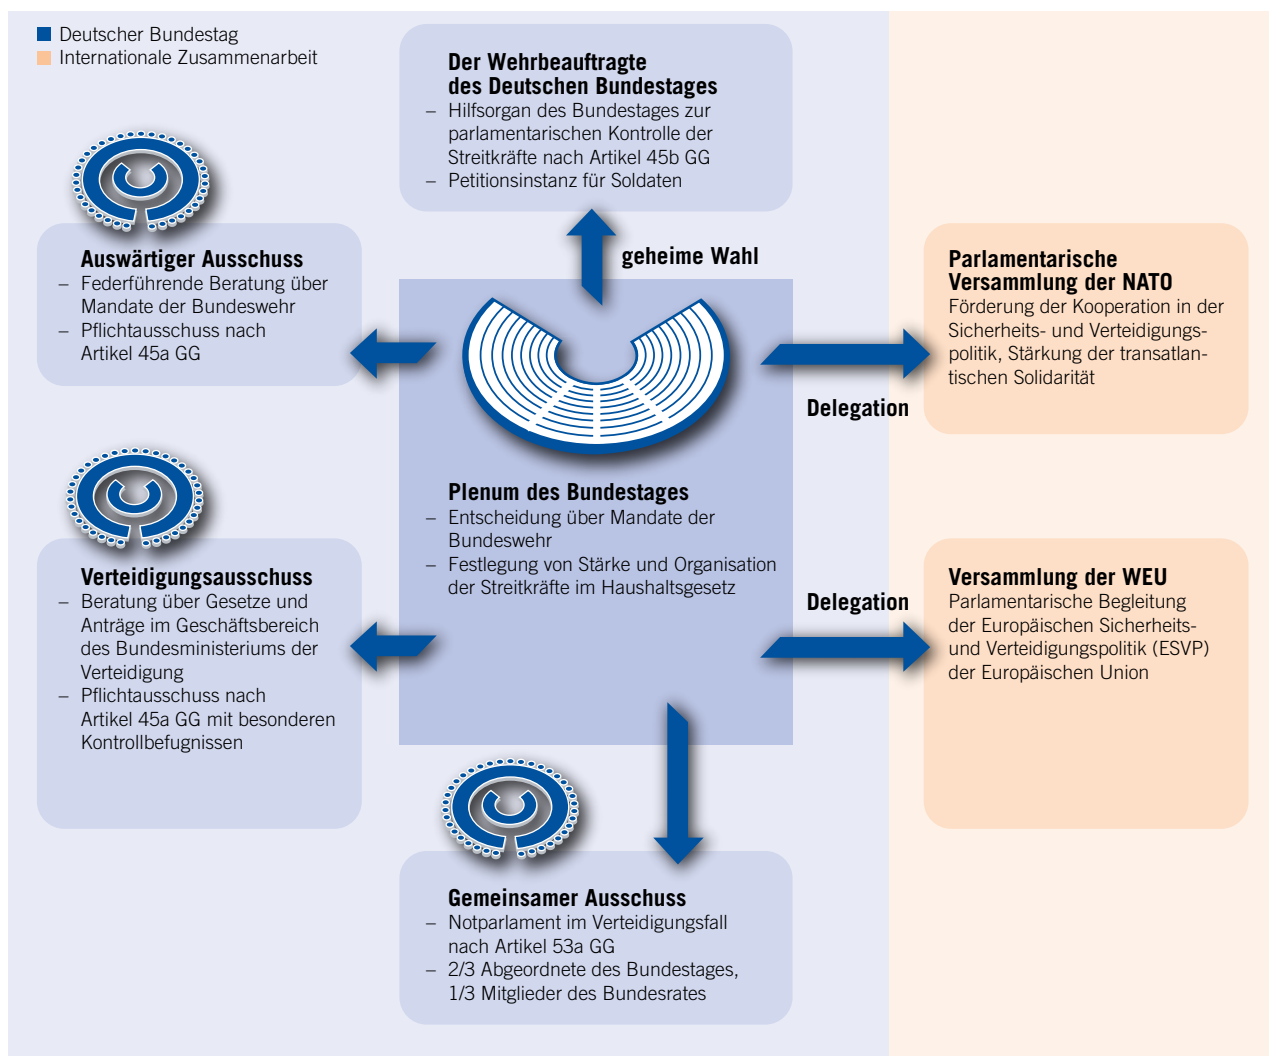 Deutscher Bundestag
Internationale Zusammenarbeit
Der Wehrbeauftragte
des Deutschen Bundestages
– Hilfsorgan des Bundestages zur
parlamentarischen Kontrolle der
Streitkräfte nach Artikel 45b GG
– Petitionsinstanz für Soldaten
geheime Wahl
Auswärtiger Ausschuss
– Federführende Beratung über
Mandate der Bundeswehr
– Pflichtausschuss nach
Artikel 45a GG
Parlamentarische
Versammlung der NATO
Förderung der Kooperation in der
Sicherheits- und Verteidigungs-
politik, Stärkung der transatlan-
tischen Solidarität
Delegation
Plenum des Bundestages
– Entscheidung über Mandate der
Bundeswehr
– Festlegung von Stärke und Organisation
der Streitkräfte im Haushaltsgesetz
Verteidigungsausschuss
– Beratung über Gesetze und
Anträge im Geschäftsbereich
des Bundesministeriums der
Verteidigung
– Pflichtausschuss nach
Artikel 45a GG mit besonderen
Kontrollbefugnissen
Delegation
Versammlung der WEU
Parlamentarische Begleitung
der Europäischen Sicherheits-
und Verteidigungspolitik (ESVP)
der Europäischen Union
Gemeinsamer Ausschuss
– Notparlament im Verteidigungsfall
nach Artikel 53a GG
– 2/3 Abgeordnete des Bundestages,
1/3 Mitglieder des Bundesrates